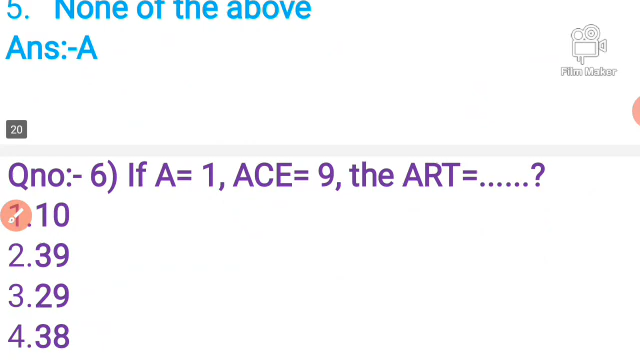 5. None of the above
Ans:-A
Film Maker
20
Qno:- 6) If A= 1, ACE= 9, the ART=......?
1.10
2.39
3.29
4.38